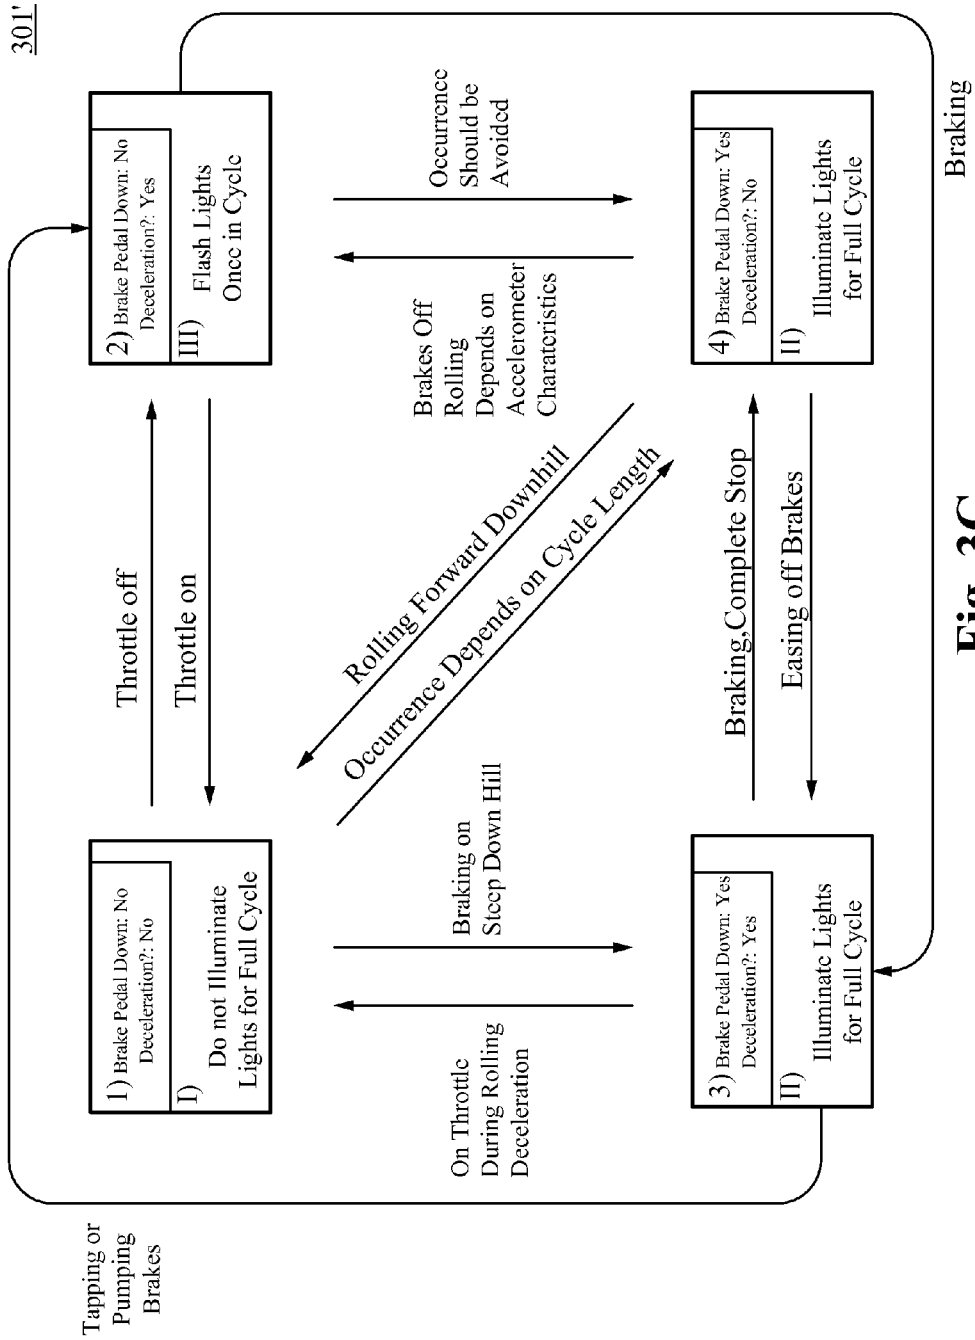 301'
Tapping or
Pumping
Brakes
1) Brake Pedal Down: No
Deceleration?: No
I)
Do not Illuminate
Lights for Full Cycle
Throttle off
Throttle on
2) Brake Pedal Down: No
Deceleration?: Yes
III)
Flash Lights
Once in Cycle
On Throttle
During Rolling
Deceleration
Braking on
Steep Down Hill
Rolling Forward Downhill
Occurrence Depends on Cycle Length
Brakes Off
Rolling
Depends on
Accelerometer
Charateristics
Occurrence
Should be
Avoided
3) Brake Pedal Down: Yes
Deceleration?: Yes
II)
Illuminate Lights
for Full Cycle
Braking,Complete Stop
Easing off Brakes
4) Brake Pedal Down: Yes
Deceleration?: No
II)
Illuminate Lights
for Full Cycle
Braking
Fig. 3C